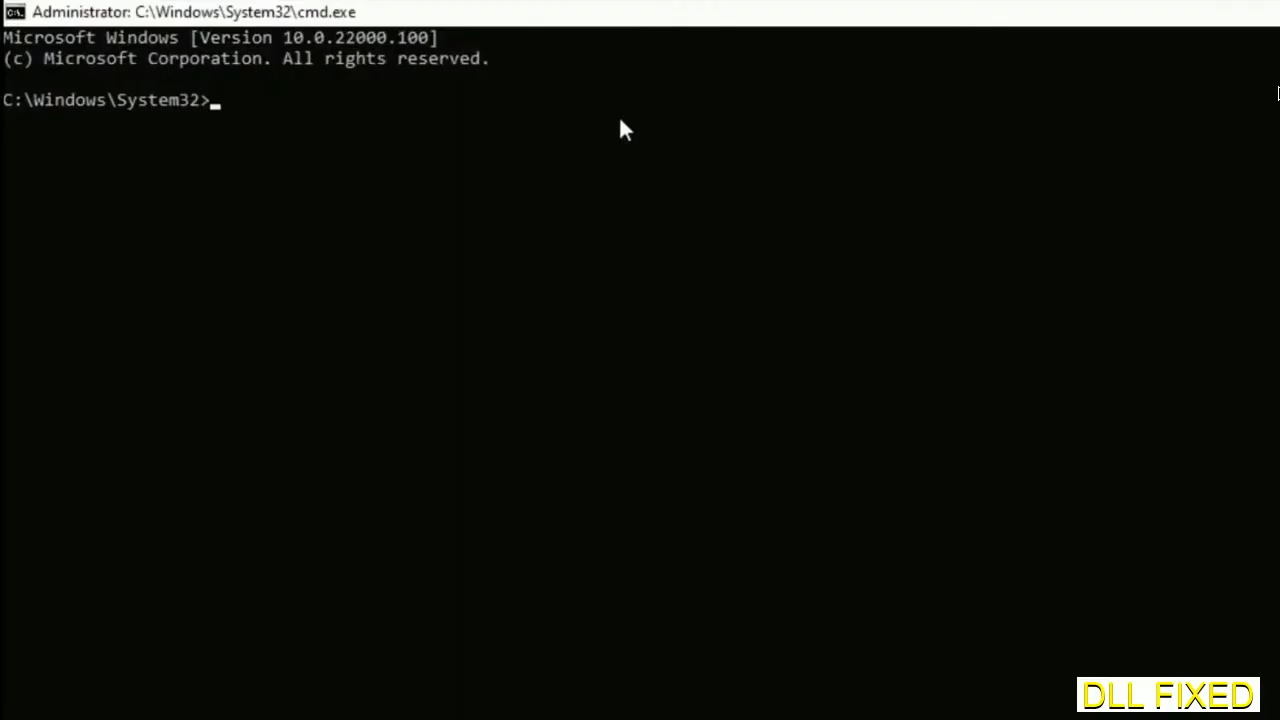 Administrator: C:\Windows\System32\cmd.exe
Microsoft Windows [Version 10.0.22000.100]
(c) Microsoft Corporation. All rights reserved.
C:\Windows\System32>
DLL FIXED